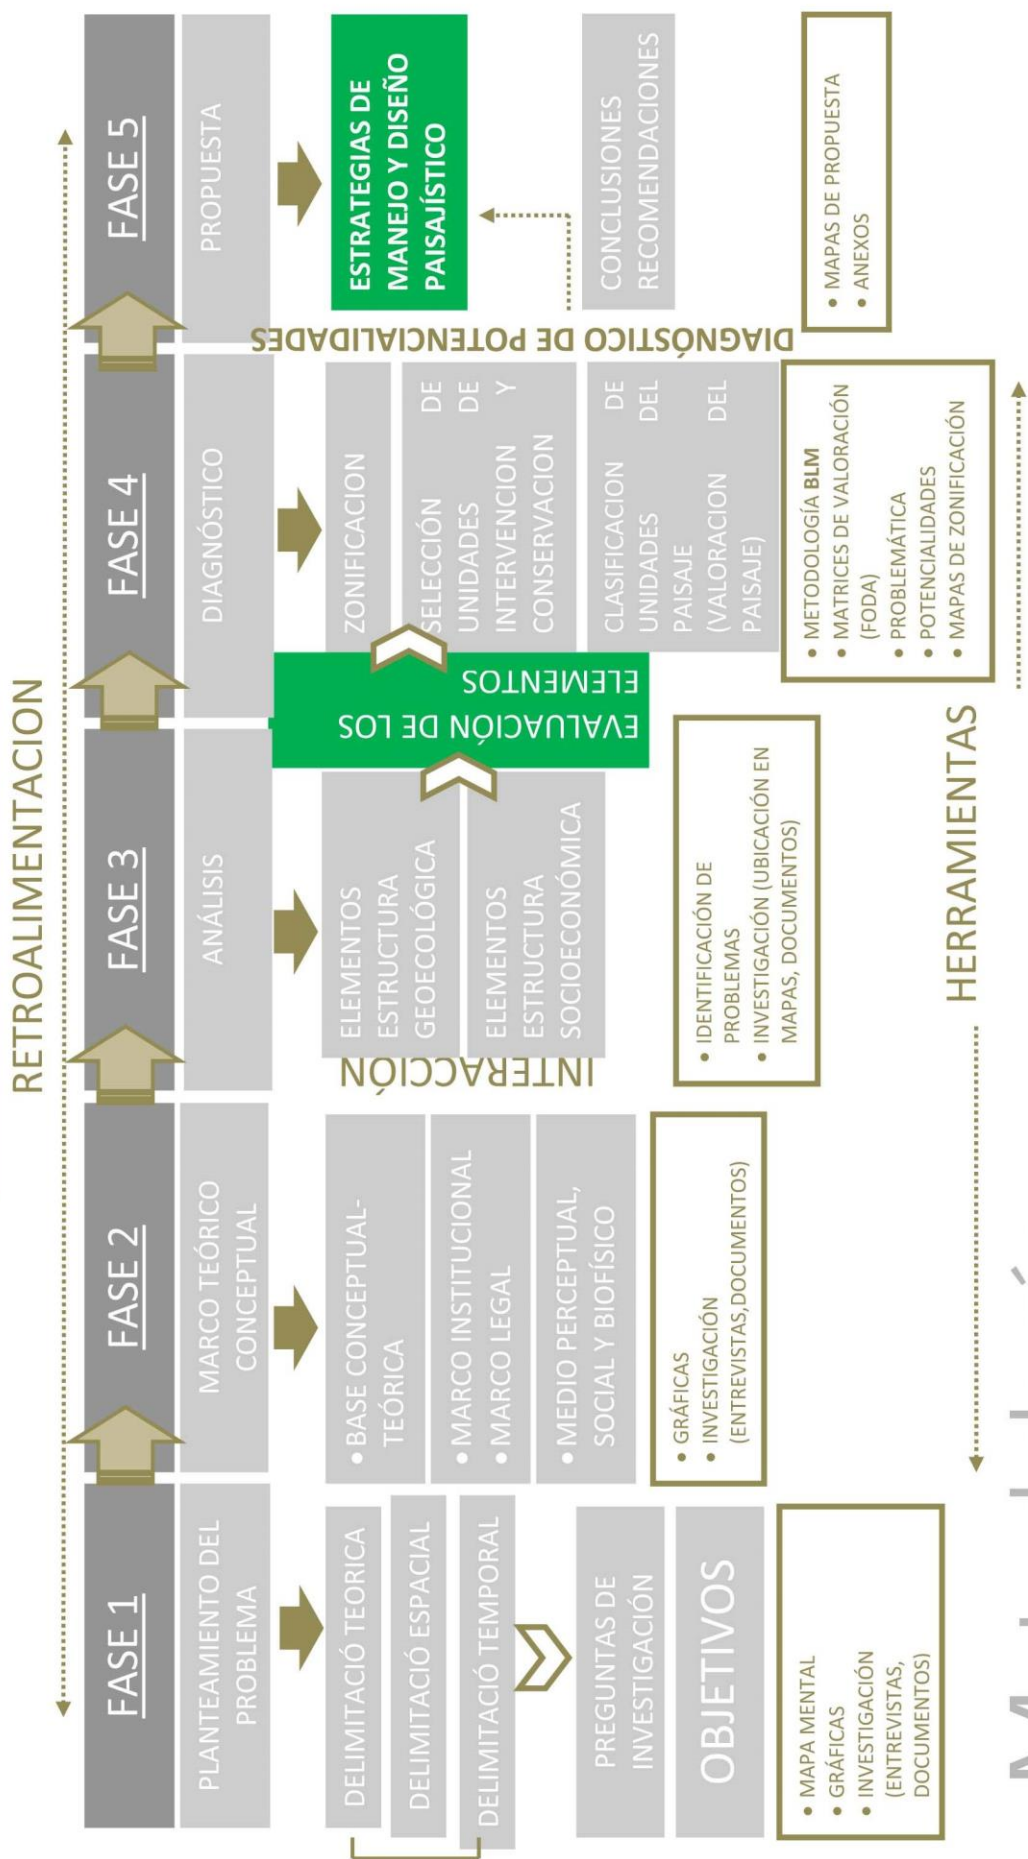 RETROALIMENTACION
FASE 1
PLANTEAMIENTO DEL
PROBLEMA
DELIMITACIÓ TEORICA
DELIMITACIÓ ESPACIAL
DELIMITACIÓ TEMPORAL
PREGUNTAS DE
INVESTIGACIÓN
OBJETIVOS
• MAPA MENTAL
• GRÁFICAS
• INVESTIGACIÓN
(ENTREVISTAS,
DOCUMENTOS)
FASE 2
MARCO TEÓRICO
CONCEPTUAL
• BASE CONCEPTUAL-
TEÓRICA
• MARCO INSTITUCIONAL
• MARCO LEGAL
• MEDIO PERCEPTUAL,
SOCIAL Y BIOFÍSICO
• GRÁFICAS
• INVESTIGACIÓN
(ENTREVISTAS,DOCUMENTOS)
FASE 3
ANÁLISIS
INTERACCIÓN
ELEMENTOS
ESTRUCTURA
GEOECOLÓGICA
ELEMENTOS
ESTRUCTURA
SOCIOECONÓMICA
• IDENTIFICACIÓN DE
PROBLEMAS
• INVESTIGACIÓN (UBICACIÓN EN
MAPAS, DOCUMENTOS)
EVALUACIÓN DE LOS
ELEMENTOS
FASE 4
DIAGNÓSTICO
ZONIFICACION
SELECCIÓN DE
UNIDADES DE
INTERVENCION Y
CONSERVACION
CLASIFICACION DE
UNIDADES DEL
PAISAJE
(VALORACION DEL
PAISAJE)
• METODOLOGÍA BLM
• MATRICES DE VALORACIÓN
(FODA)
• PROBLEMÁTICA
• POTENCIALIDADES
• MAPAS DE ZONIFICACIÓN
DIAGNÓSTICO DE POTENCIALIDADES
FASE 5
PROPUESTA
ESTRATEGIAS DE
MANEJO Y DISEÑO
PAISAJÍSTICO
CONCLUSIONES
RECOMENDACIONES
• MAPAS DE PROPUESTA
• ANEXOS
HERRAMIENTAS